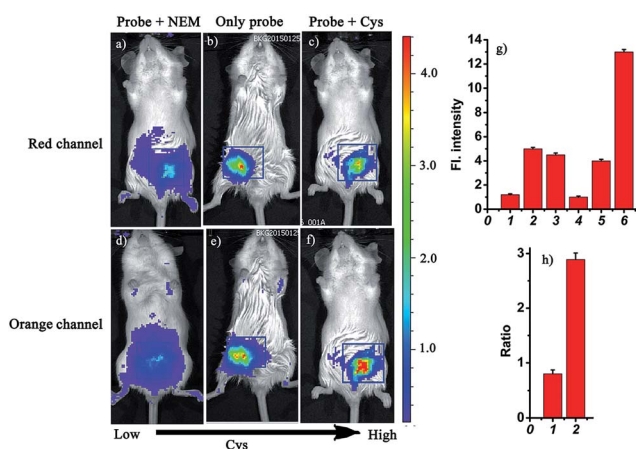 Probe + NEM Only probe Probe + Cys
a) b) c)
BKG20150125
Red channel
001A
d) e) f)
BKG20150125
Orange channel
Low High
Cys
4.0
3.0
2.0
1.0
g)
Fl. intensity
14
12
10
8
6
4
2
0
0 1 2 3 4 5 6
h)
Ratio
3
2
1
0
0 1 2